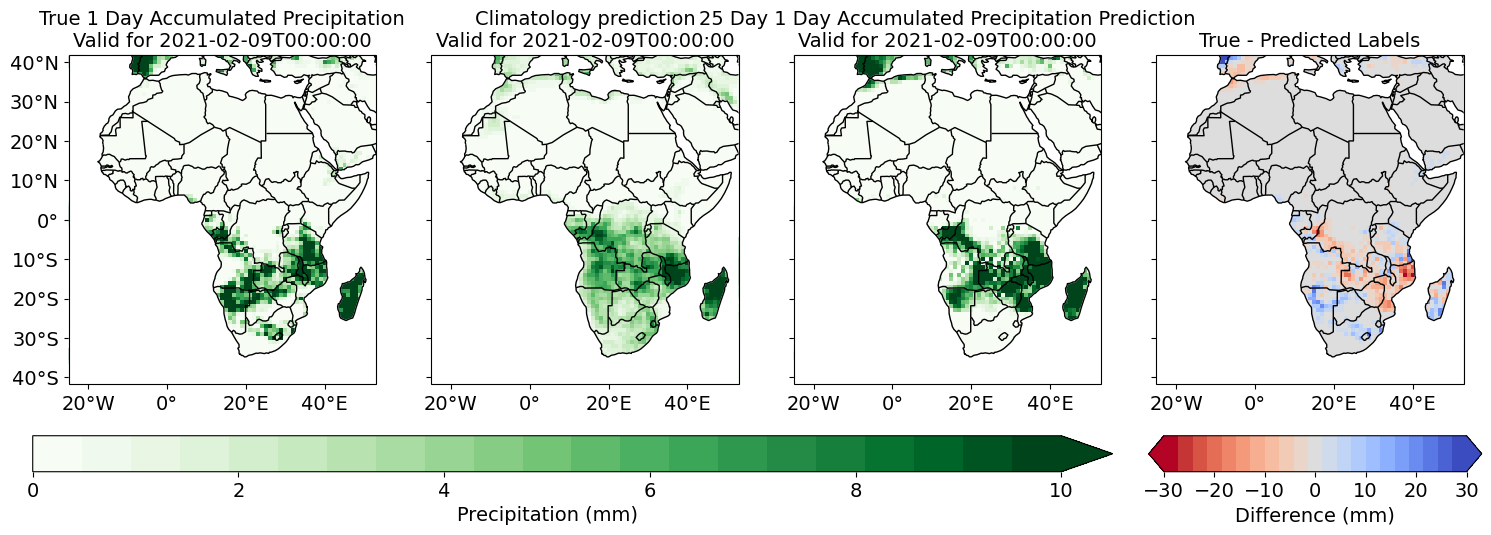 True 1 Day Accumulated Precipitation
Valid for 2021-02-09T00:00:00
Climatology prediction
Valid for 2021-02-09T00:00:00
25 Day 1 Day Accumulated Precipitation Prediction
Valid for 2021-02-09T00:00:00
True - Predicted Labels
40°N
30°N
20°N
10°N
0°
10°S
20°S
30°S
40°S
20°W 0° 20°E 40°E
20°W 0° 20°E 40°E
20°W 0° 20°E 40°E
20°W 0° 20°E 40°E
0 2 4 6 8 10
Precipitation (mm)
−30 −20 −10 0 10 20 30
Difference (mm)